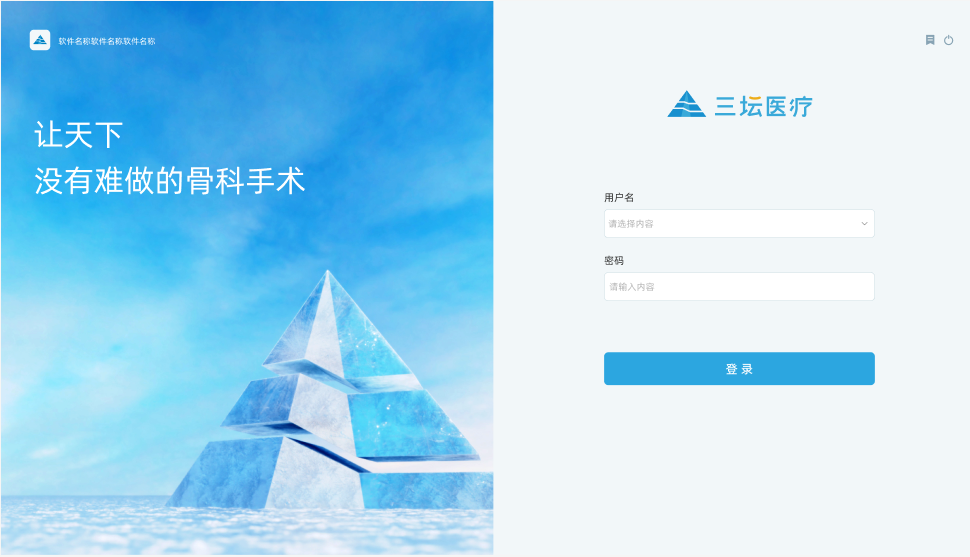 软件名称软件名称软件名称
让天下
没有难做的骨科手术
三坛医疗
用户名
请选择内容
密码
请输入内容
登 录